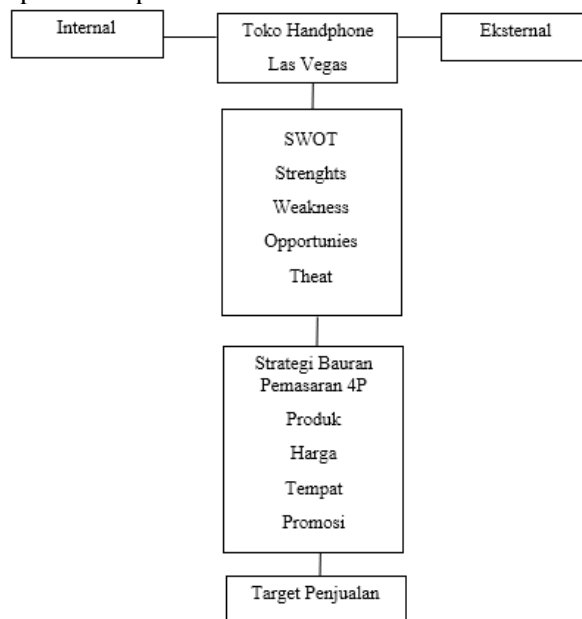 Internal
Toko Handphone
Las Vegas
Eksternal
SWOT
Strenghts
Weakness
Opportunies
Theat
Strategi Bauran
Pemasaran 4P
Produk
Harga
Tempat
Promosi
Target Penjualan